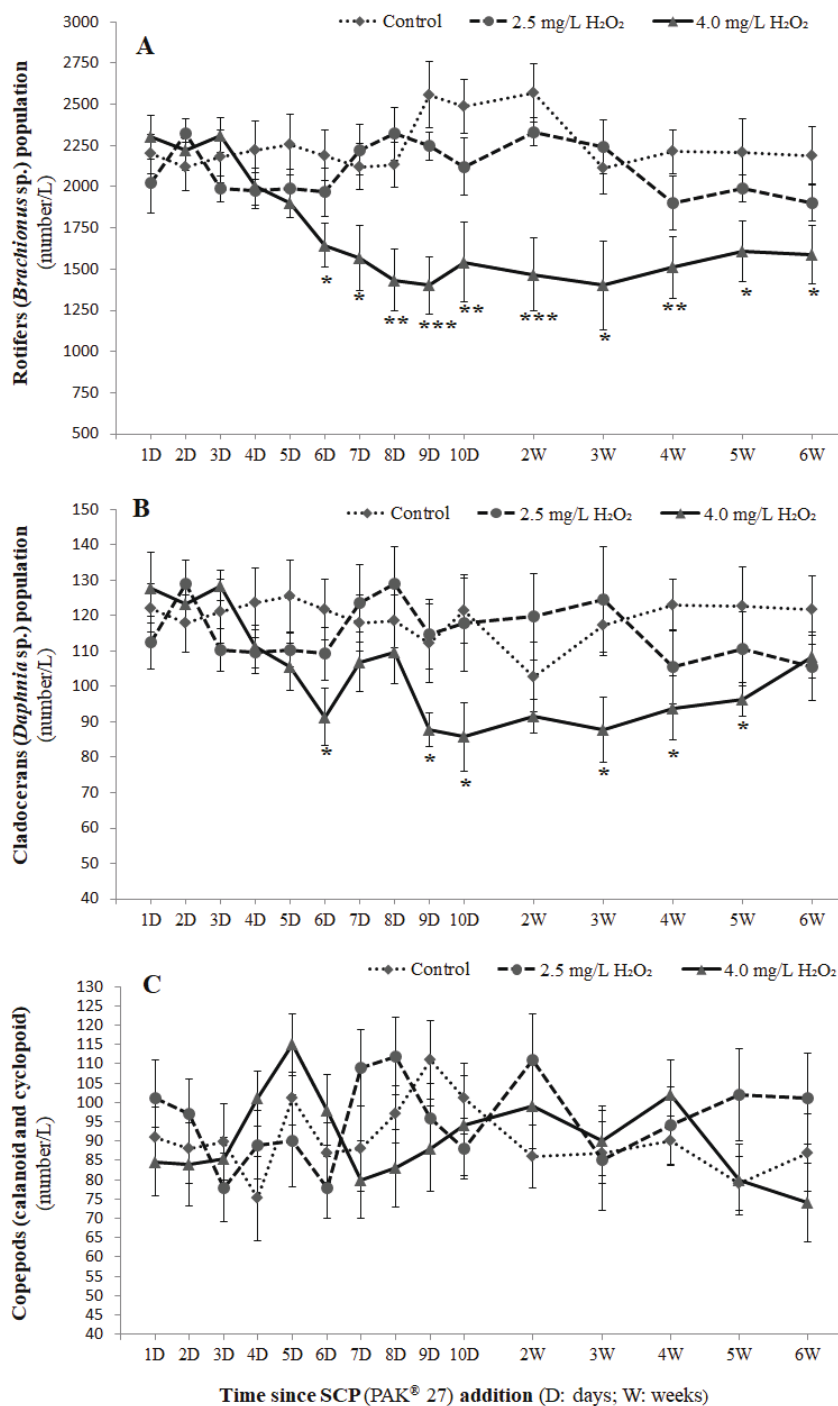 Control 2.5 mg/L H₂O₂ 4.0 mg/L H₂O₂
A
Rotifers (Brachionus sp.) population
(number/L)
3000
2750
2500
2250
2000
1750
1500
1250
1000
750
500
* * ** *** ** *** * ** * *
1D 2D 3D 4D 5D 6D 7D 8D 9D 10D 2W 3W 4W 5W 6W
B
Control 2.5 mg/L H₂O₂ 4.0 mg/L H₂O₂
Cladocerans (Daphnia sp.) population
(number/L)
150
140
130
120
110
100
90
80
70
60
50
40
* * * * * *
1D 2D 3D 4D 5D 6D 7D 8D 9D 10D 2W 3W 4W 5W 6W
C
Control 2.5 mg/L H₂O₂ 4.0 mg/L H₂O₂
Copepods (calanoid and cyclopoid)
(number/L)
130
125
120
115
110
105
100
95
90
85
80
75
70
65
60
55
50
45
40
1D 2D 3D 4D 5D 6D 7D 8D 9D 10D 2W 3W 4W 5W 6W
Time since SCP (PAK® 27) addition (D: days; W: weeks)